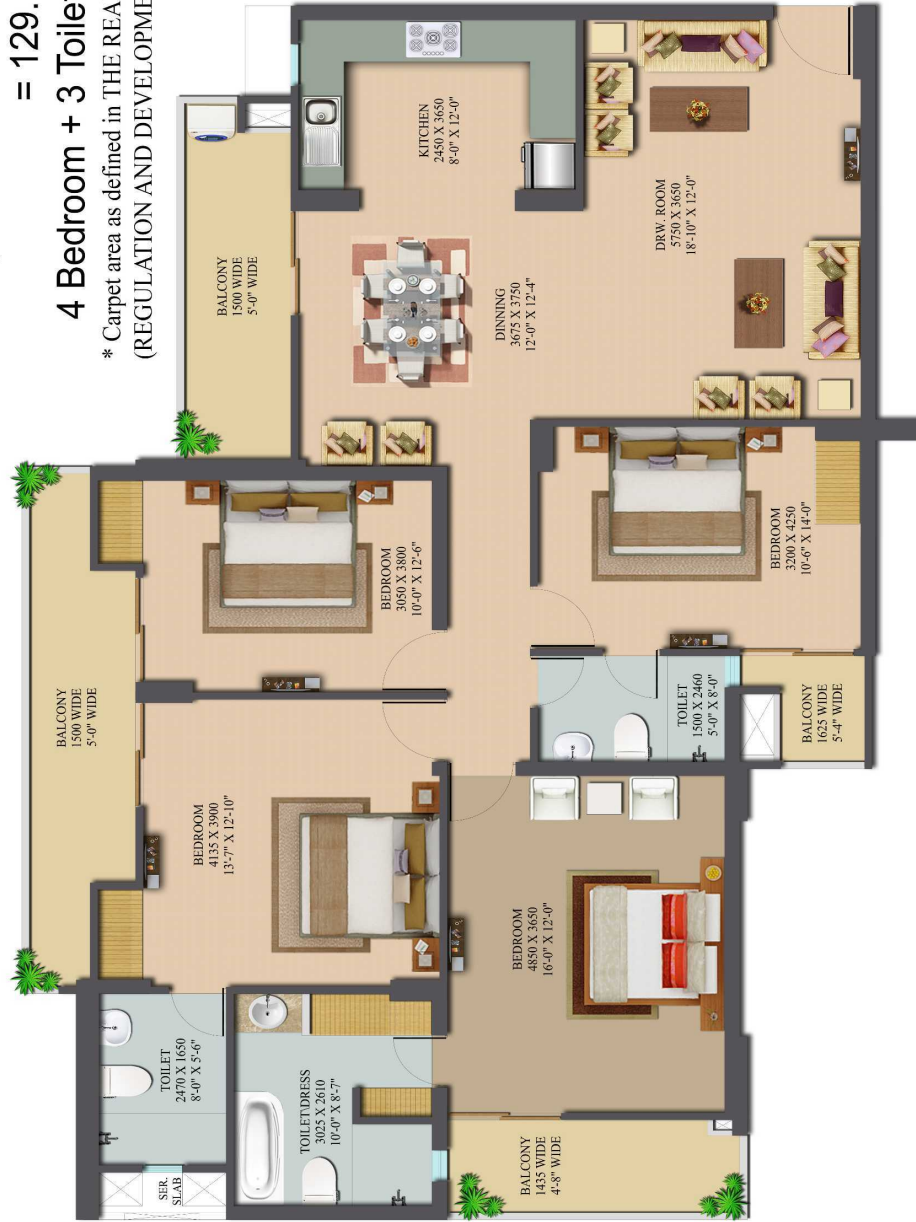 = 129.
4 Bedroom + 3 Toilet
* Carpet area as defined in THE REA
(REGULATION AND DEVELOPME
BALCONY
1500 WIDE
5'-0" WIDE
KITCHEN
2450 X 3650
8'-0" X 12'-0"
DRW. ROOM
5750 X 3650
18'-10" X 12'-0"
DINNING
3675 X 3750
12'-0" X 12'-4"
BALCONY
1500 WIDE
5'-0" WIDE
BEDROOM
3050 X 3800
10'-0" X 12'-6"
BEDROOM
3200 X 4250
10'-6" X 14'-0"
BEDROOM
4135 X 3900
13'-7" X 12'-10"
TOILET
1500 X 2460
5'-0" X 8'-0"
BALCONY
1625 WIDE
5'-4" WIDE
BEDROOM
4850 X 3650
16'-0" X 12'-0"
TOILET
2470 X 1650
8'-0" X 5'-6"
TOILET\DRESS
3025 X 2610
10'-0" X 8'-7"
SER.
SLAB
BALCONY
1435 WIDE
4'-8" WIDE